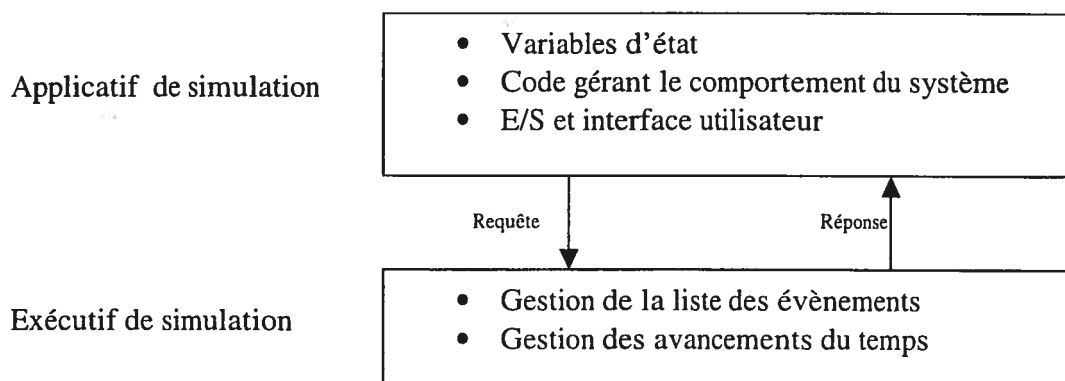 Applicatif de simulation
• Variables d'état
• Code gérant le comportement du système
• E/S et interface utilisateur
Requête
Réponse
Exécutif de simulation
• Gestion de la liste des évènements
• Gestion des avancements du temps